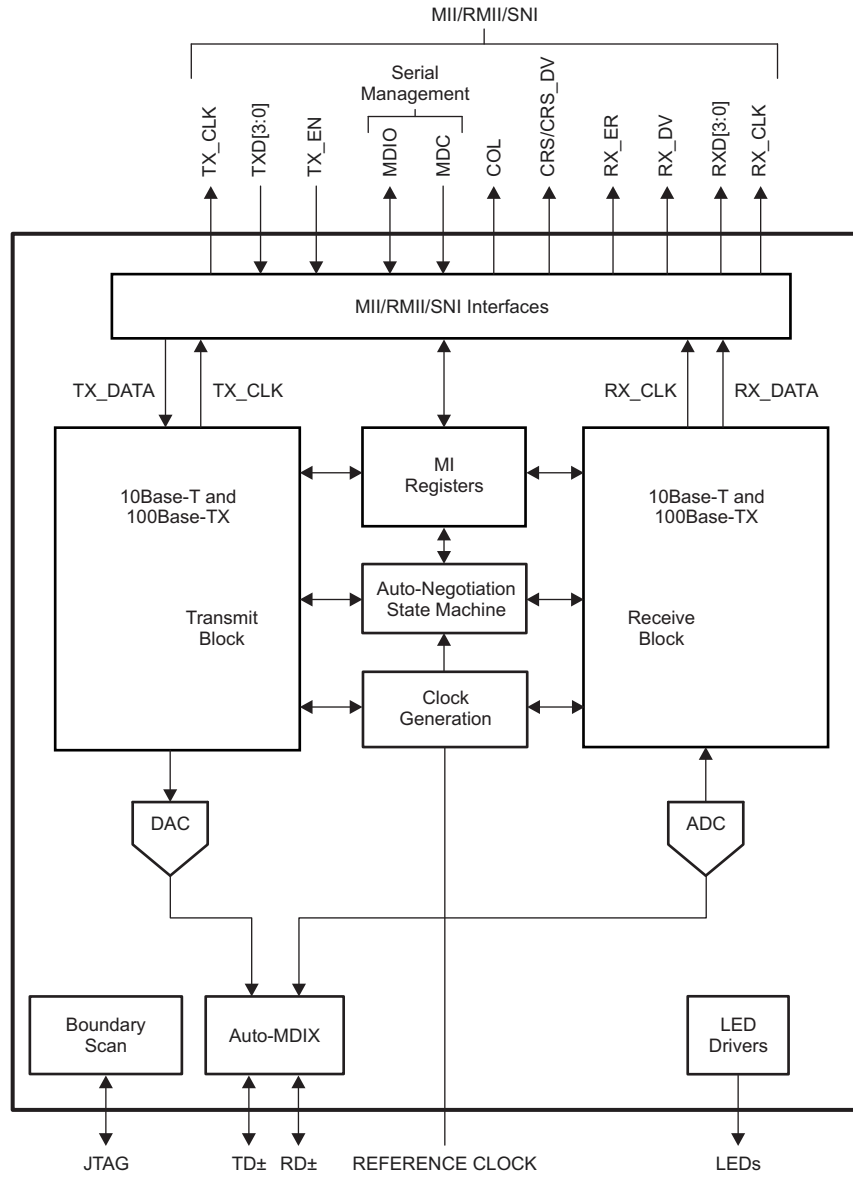 MII/RMII/SNI
Serial
Management
TX_CLK
TXD[3:0]
TX_EN
MDIO
MDC
COL
CRS/CRS_DV
RX_ER
RX_DV
RXD[3:0]
RX_CLK
MII/RMII/SNI Interfaces
TX_DATA
TX_CLK
RX_CLK
RX_DATA
10Base-T and
100Base-TX
Transmit
Block
MI
Registers
Auto-Negotiation
State Machine
Clock
Generation
10Base-T and
100Base-TX
Receive
Block
DAC
ADC
Boundary
Scan
Auto-MDIX
LED
Drivers
JTAG
TD±
RD±
REFERENCE CLOCK
LEDs